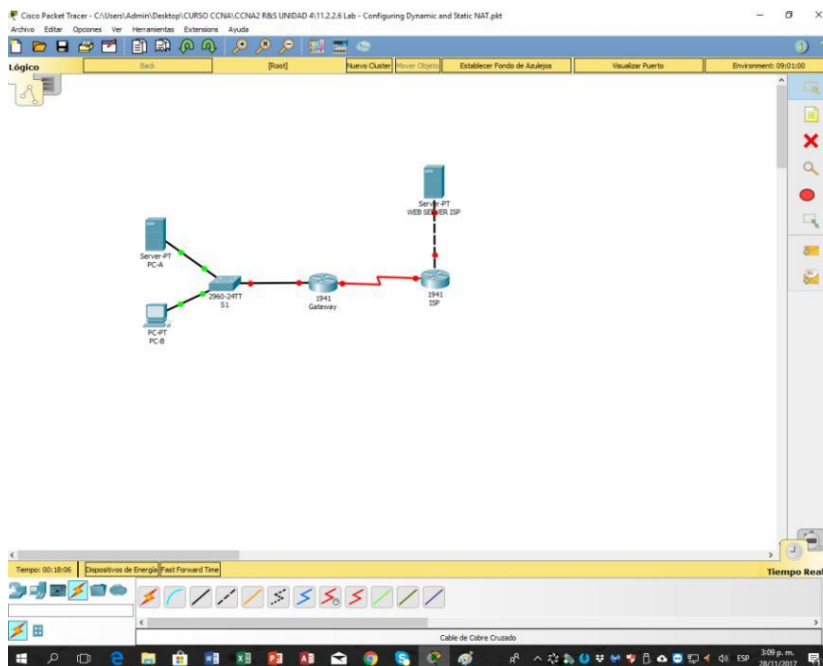 Cisco Packet Tracer - C:\Users\Admin\Desktop\CURSO CCNA\CCNA2 R&S UNIDAD 4\11.2.2.6 Lab - Configuring Dynamic and Static NAT.pkt
Archivo Editar Opciones Ver Herramientas Extensions Ayuda
Lógico Back [Root] Nuevo Cluster Mover Objeto Establecer Fondo de Azulejos Visualizar Puerto Environment: 09:01:00
Server-PT
WEB SERVER ISP
Server-PT
PC-A
2960-24TT
S1
1941
Gateway
1941
ISP
PC-PT
PC-B
Tiempo: 00:18:06 Dispositivos de Energía Fast Forward Time Tiempo Real
Cable de Cobre Cruzado
ESP 3:09 p. m.
28/11/2017